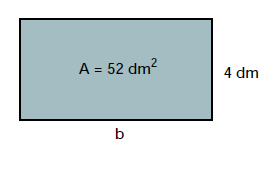 A = 52 dm²
4 dm
b